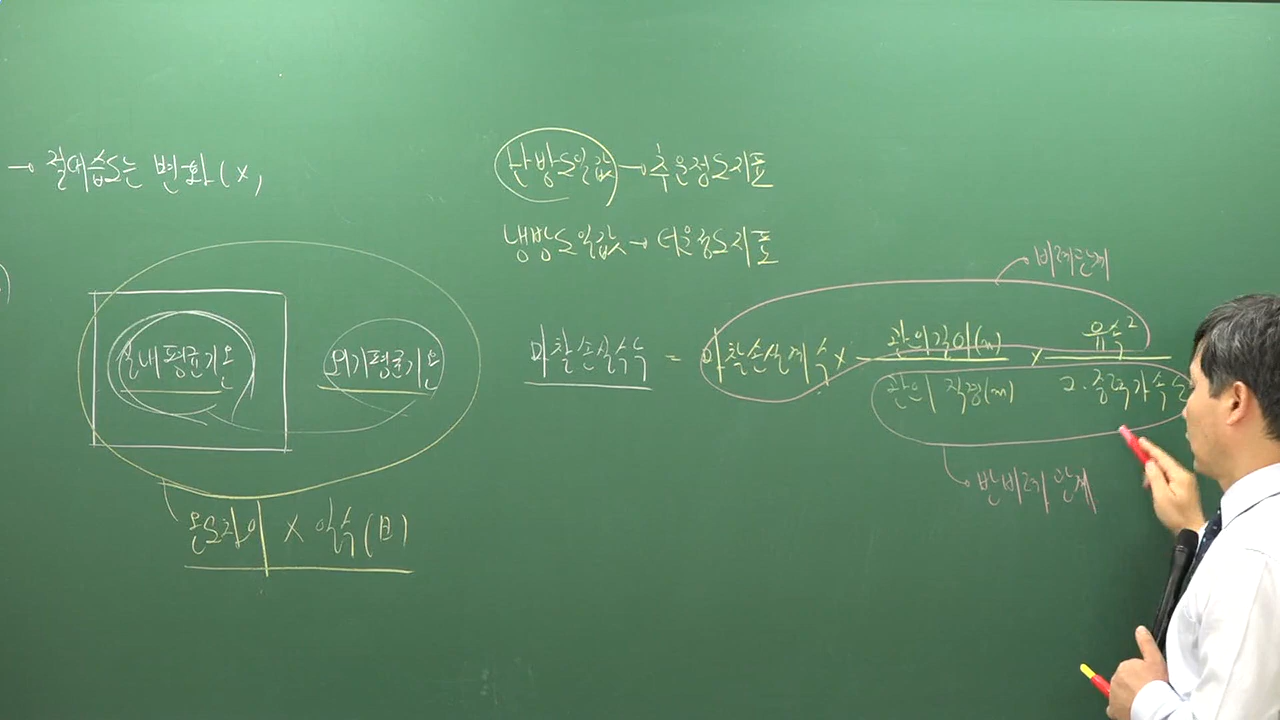 → 절대습도는 변화(x)
난방도일값 → 추운정도지표
냉방도일값 → 더운정도지표
실내평균기온
외기평균기온
온도차이 × 일수(日)
비례관계
마찰손실수두 = 마찰손실계수 × 관의길이(m) / 관의 직경(m) × 유속² / 2·중력가속도
반비례관계